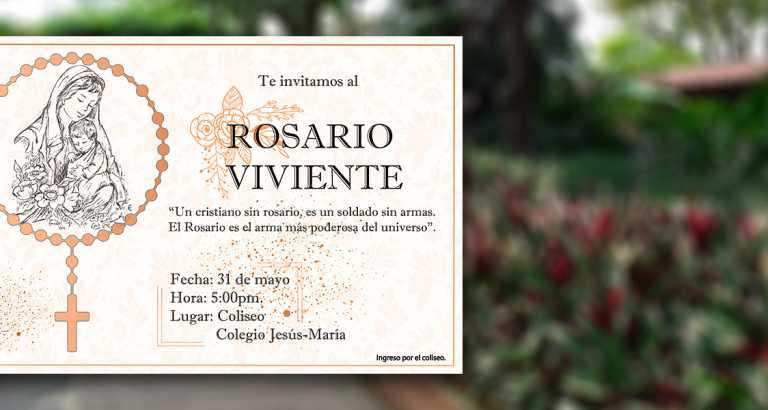 Te invitamos al
ROSARIO
VIVIENTE
“Un cristiano sin rosario, es un soldado sin armas.
El Rosario es el arma más poderosa del universo”.
Fecha: 31 de mayo
Hora: 5:00pm.
Lugar: Coliseo
Colegio Jesús-María
Ingreso por el coliseo.